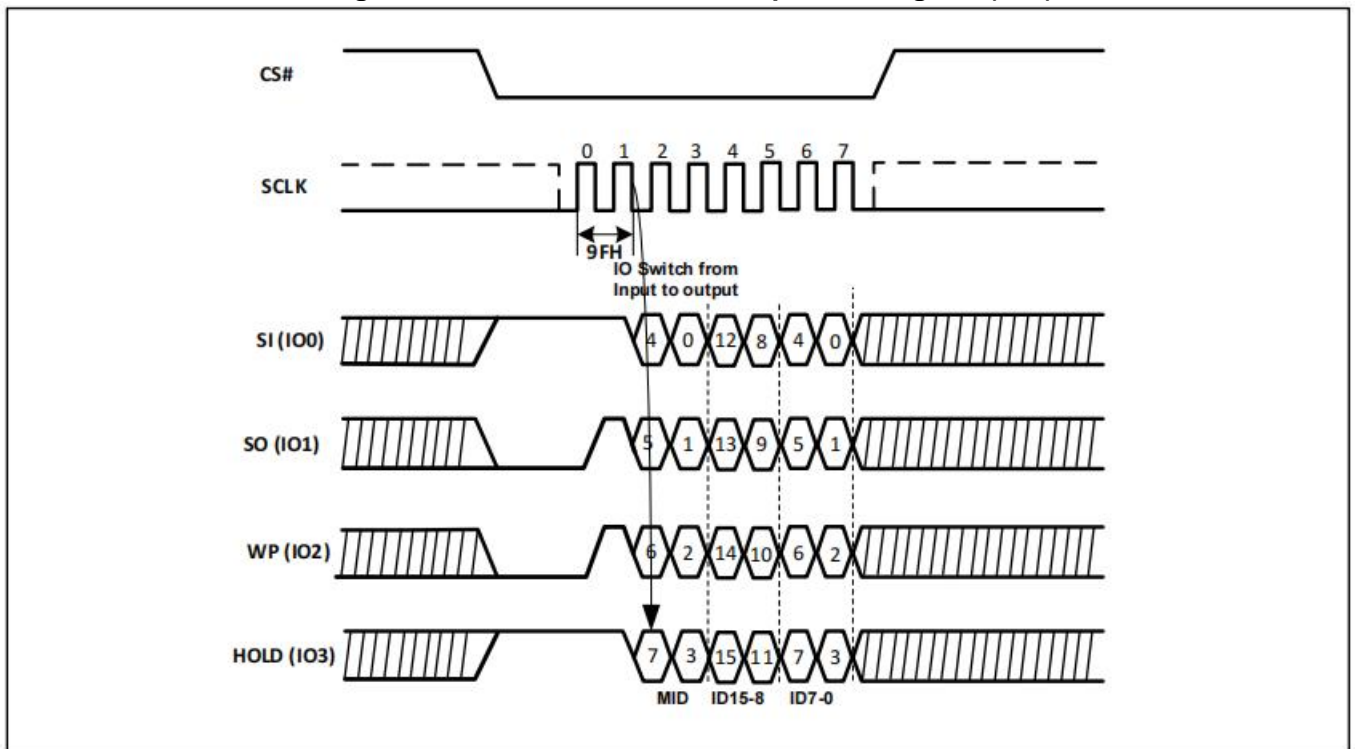 CS#
0 1 2 3 4 5 6 7
SCLK
9FH
IO Switch from
Input to output
SI (IO0) 4 0 12 8 4 0
SO (IO1) 5 1 13 9 5 1
WP (IO2) 6 2 14 10 6 2
HOLD (IO3) 7 3 15 11 7 3
MID ID15-8 ID7-0